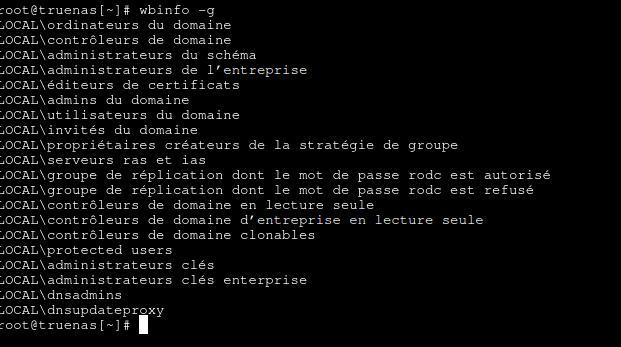 root@truenas[~]# wbinfo -g
LOCAL\ordinateurs du domaine
LOCAL\contrôleurs de domaine
LOCAL\administrateurs du schéma
LOCAL\administrateurs de l’entreprise
LOCAL\éditeurs de certificats
LOCAL\admins du domaine
LOCAL\utilisateurs du domaine
LOCAL\invités du domaine
LOCAL\propriétaires créateurs de la stratégie de groupe
LOCAL\serveurs ras et ias
LOCAL\groupe de réplication dont le mot de passe rodc est autorisé
LOCAL\groupe de réplication dont le mot de passe rodc est refusé
LOCAL\contrôleurs de domaine en lecture seule
LOCAL\contrôleurs de domaine d’entreprise en lecture seule
LOCAL\contrôleurs de domaine clonables
LOCAL\protected users
LOCAL\administrateurs clés
LOCAL\administrateurs clés enterprise
LOCAL\dnsadmins
LOCAL\dnsupdateproxy
root@truenas[~]#